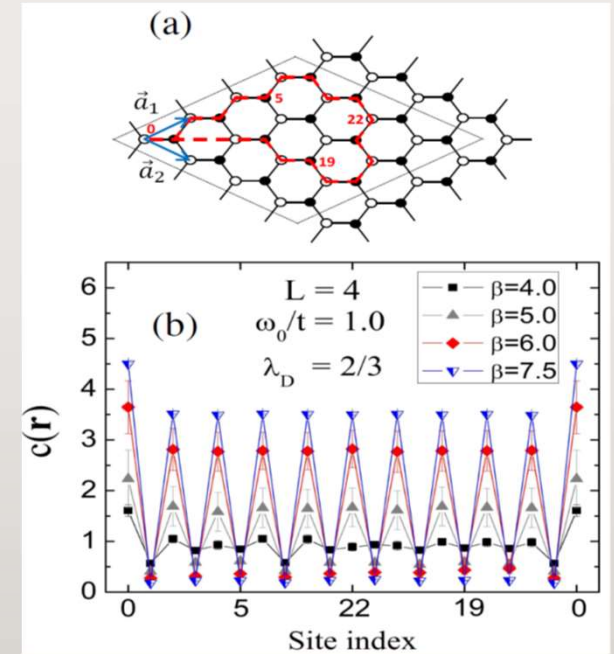 (a)
a⃗₁
0
5
22
a⃗₂
19
(b)
L = 4
ω₀/t = 1.0
λ_D = 2/3
β=4.0
β=5.0
β=6.0
β=7.5
6
5
4
3
2
1
0
c(r)
0 5 22 19 0
Site index